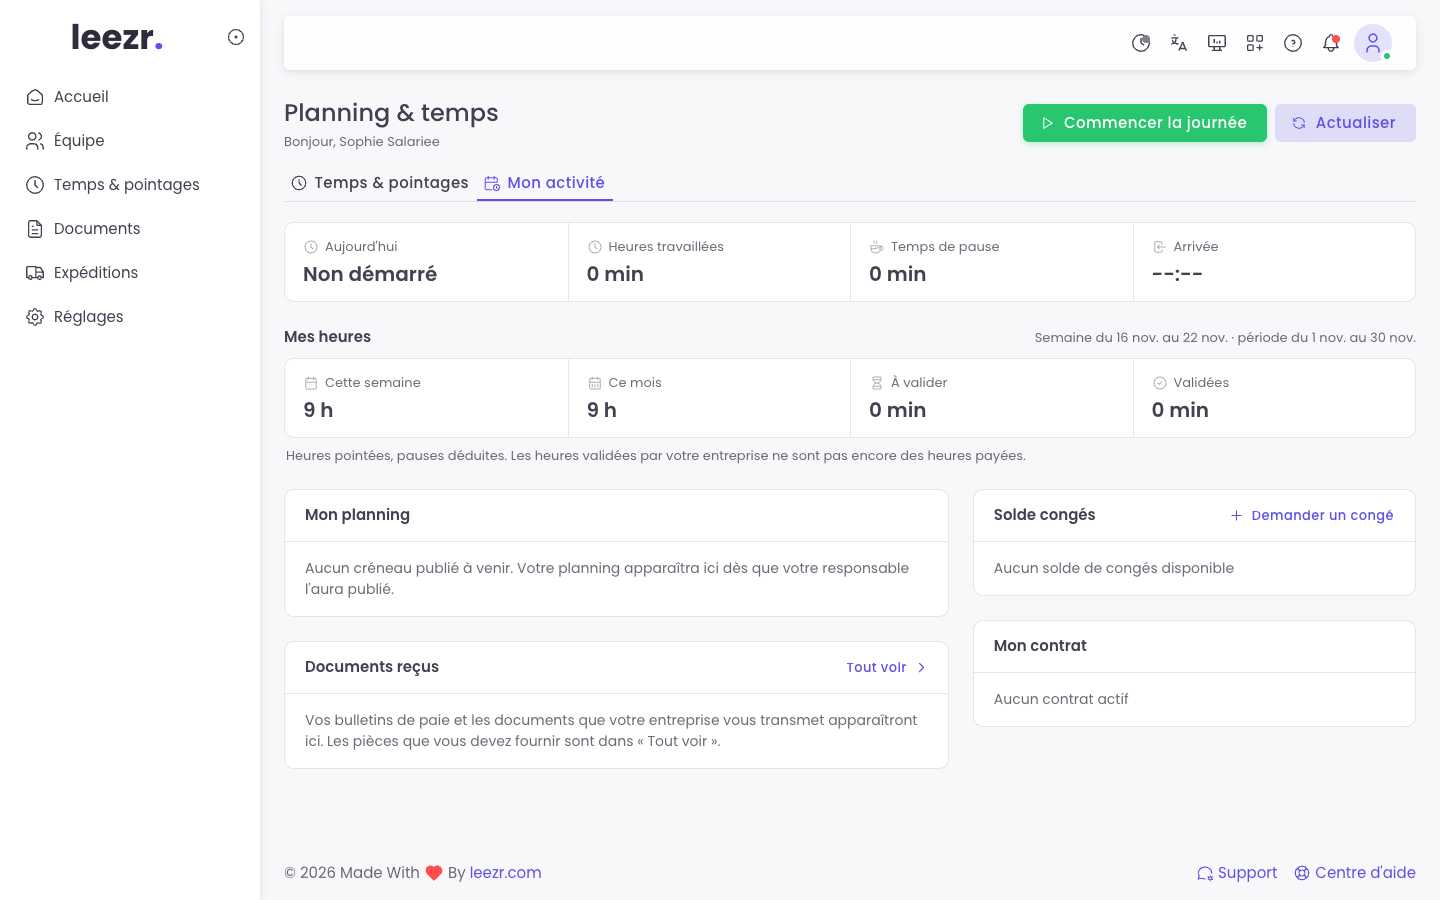 leezr.
Accueil
Équipe
Temps & pointages
Documents
Expéditions
Réglages
Planning & temps
Bonjour, Sophie Salariee
Commencer la journée
Actualiser
Temps & pointages
Mon activité
Aujourd'hui
Non démarré
Heures travaillées
0 min
Temps de pause
0 min
Arrivée
--:--
Mes heures
Semaine du 16 nov. au 22 nov. · période du 1 nov. au 30 nov.
Cette semaine
9 h
Ce mois
9 h
À valider
0 min
Validées
0 min
Heures pointées, pauses déduites. Les heures validées par votre entreprise ne sont pas encore des heures payées.
Mon planning
Aucun créneau publié à venir. Votre planning apparaîtra ici dès que votre responsable
l'aura publié.
Solde congés
Demander un congé
Aucun solde de congés disponible
Documents reçus
Tout voir
Vos bulletins de paie et les documents que votre entreprise vous transmet apparaîtront
ici. Les pièces que vous devez fournir sont dans « Tout voir ».
Mon contrat
Aucun contrat actif
© 2026 Made With ❤ By leezr.com
Support
Centre d'aide